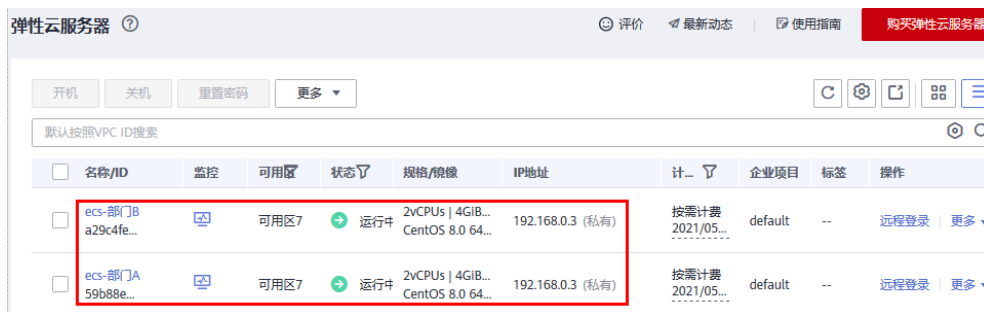 弹性云服务器 评价 最新动态 使用指南 购买弹性云服务器
开机 关机 重置密码 更多
默认按照VPC ID搜索
名称/ID 监控 可用区 状态 规格/镜像 IP地址 计... 企业项目 标签 操作
ecs-部门B 可用区7 运行中 2vCPUs | 4GiB... 192.168.0.3 (私有) 按需计费 default -- 远程登录 更多
a29c4fe... CentOS 8.0 64... 2021/05...
ecs-部门A 可用区7 运行中 2vCPUs | 4GiB... 192.168.0.3 (私有) 按需计费 default -- 远程登录 更多
59b88e... CentOS 8.0 64... 2021/05...